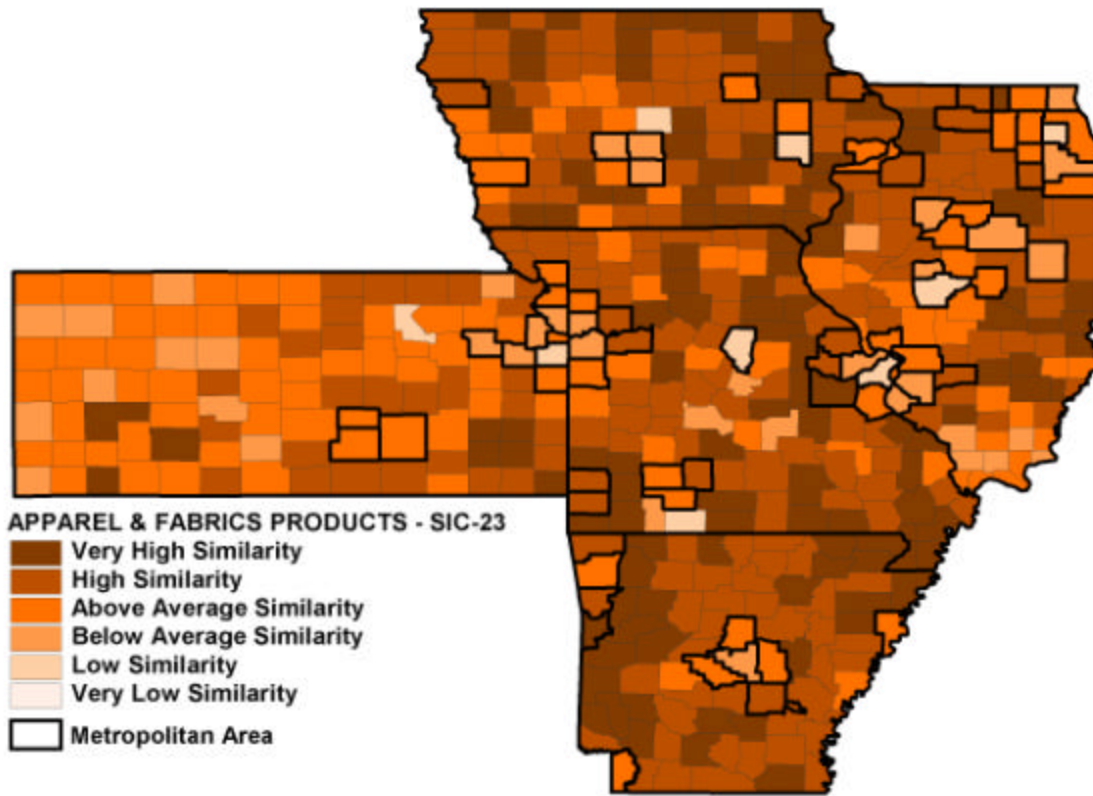 APPAREL & FABRICS PRODUCTS - SIC-23
Very High Similarity
High Similarity
Above Average Similarity
Below Average Similarity
Low Similarity
Very Low Similarity
Metropolitan Area